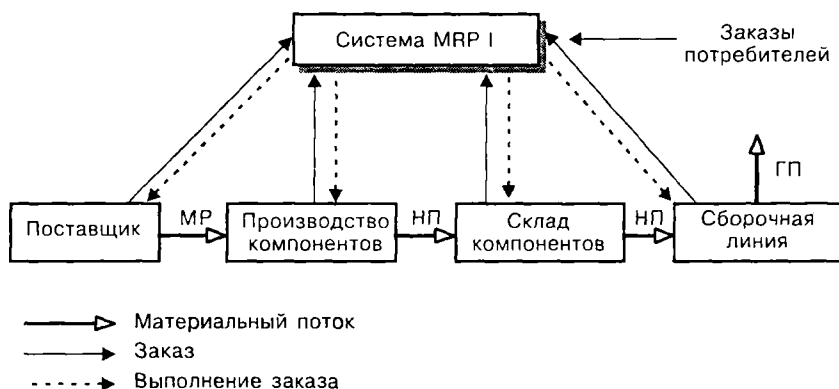 Система MRP I
Заказы
потребителей
ГП
Поставщик
МР
Производство
компонентов
НП
Склад
компонентов
НП
Сборочная
линия
Материальный поток
Заказ
Выполнение заказа